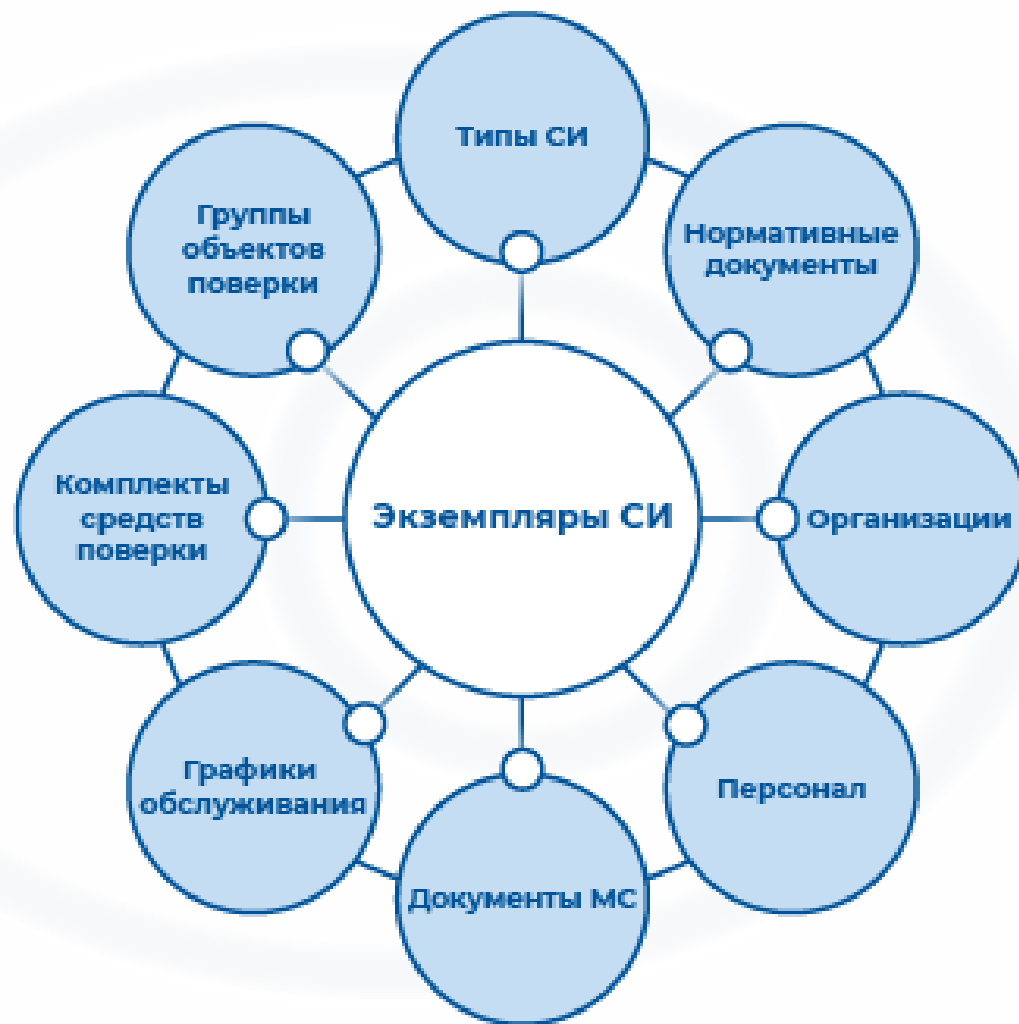 Типы СИ
Группы
объектов
поверки
Нормативные
документы
Комплекты
средств
поверки
Экземпляры СИ
Организации
Графики
обслуживания
Персонал
Документы МС